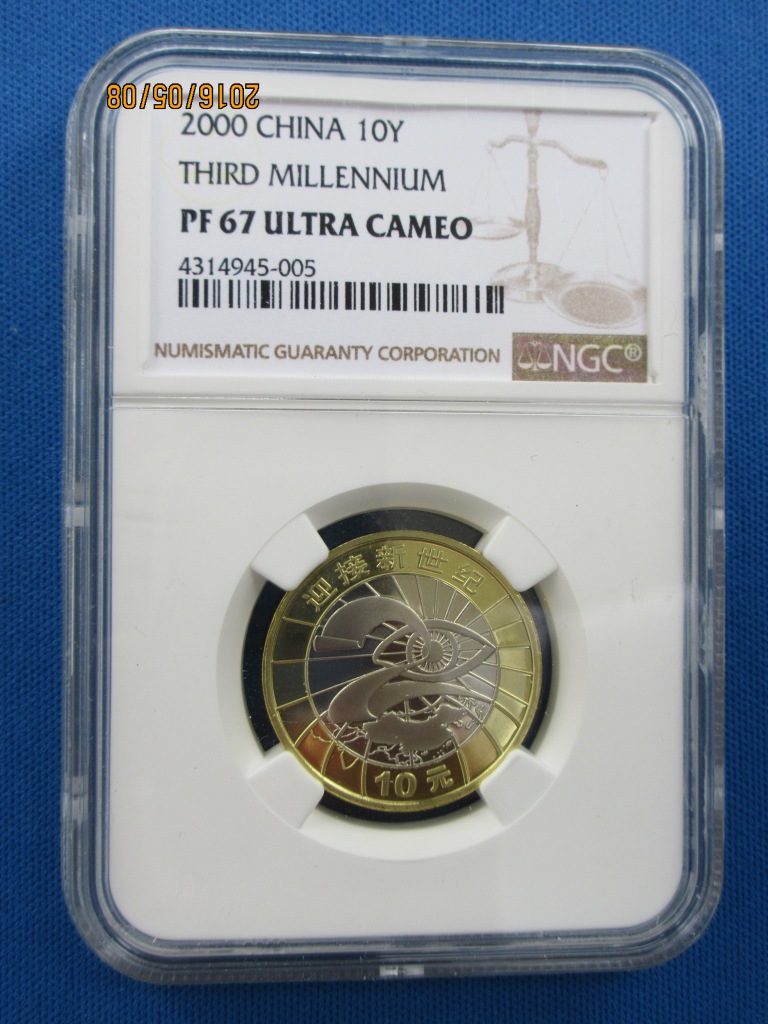 2016/05/08
2000 CHINA 10Y
THIRD MILLENNIUM
PF 67 ULTRA CAMEO
4314945-005
NUMISMATIC GUARANTY CORPORATION
NGC®
迎接新世纪
10元